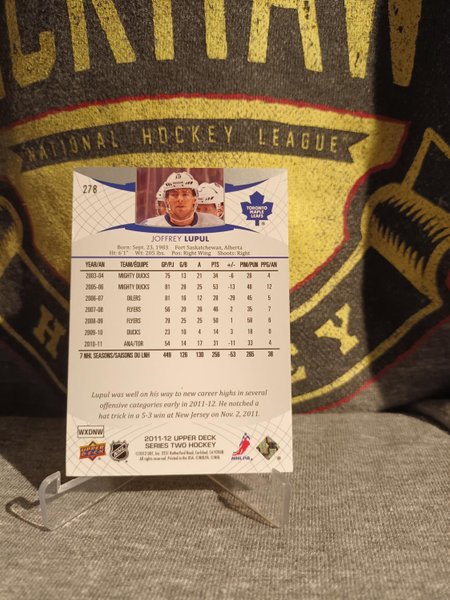 CKHAW
NATIONAL HOCKEY LEAGUE
278
TORONTO
MAPLE
LEAFS
JOFFREY LUPUL
Born: Sept. 23, 1983 Fort Saskatchewan, Alberta
Ht: 6'1" Wt: 205 lbs. Pos: Right Wing Shoots: Right
YEAR/AN TEAM/ÉQUIPE GP/PJ G/B A PTS +/- PIM/PUN PPG/AN
2003-04 MIGHTY DUCKS 75 13 21 34 -6 28 4
2005-06 MIGHTY DUCKS 81 28 25 53 -13 48 12
2006-07 OILERS 81 16 12 28 -29 45 5
2007-08 FLYERS 56 20 26 46 2 35 7
2008-09 FLYERS 79 25 25 50 1 58 6
2009-10 DUCKS 23 10 4 14 3 18 0
2010-11 ANA/TOR 54 14 17 31 -11 33 4
7 NHL SEASONS/SAISONS DU LNH 449 126 130 256 -53 265 38
Lupul was well on his way to new career highs in several
offensive categories early in 2011-12. He notched a
hat trick in a 5-3 win at New Jersey on Nov. 2, 2011.
WXDNW
UPPER DECK
NHL
2011-12 UPPER DECK
SERIES TWO HOCKEY
NHLPA
H
EY